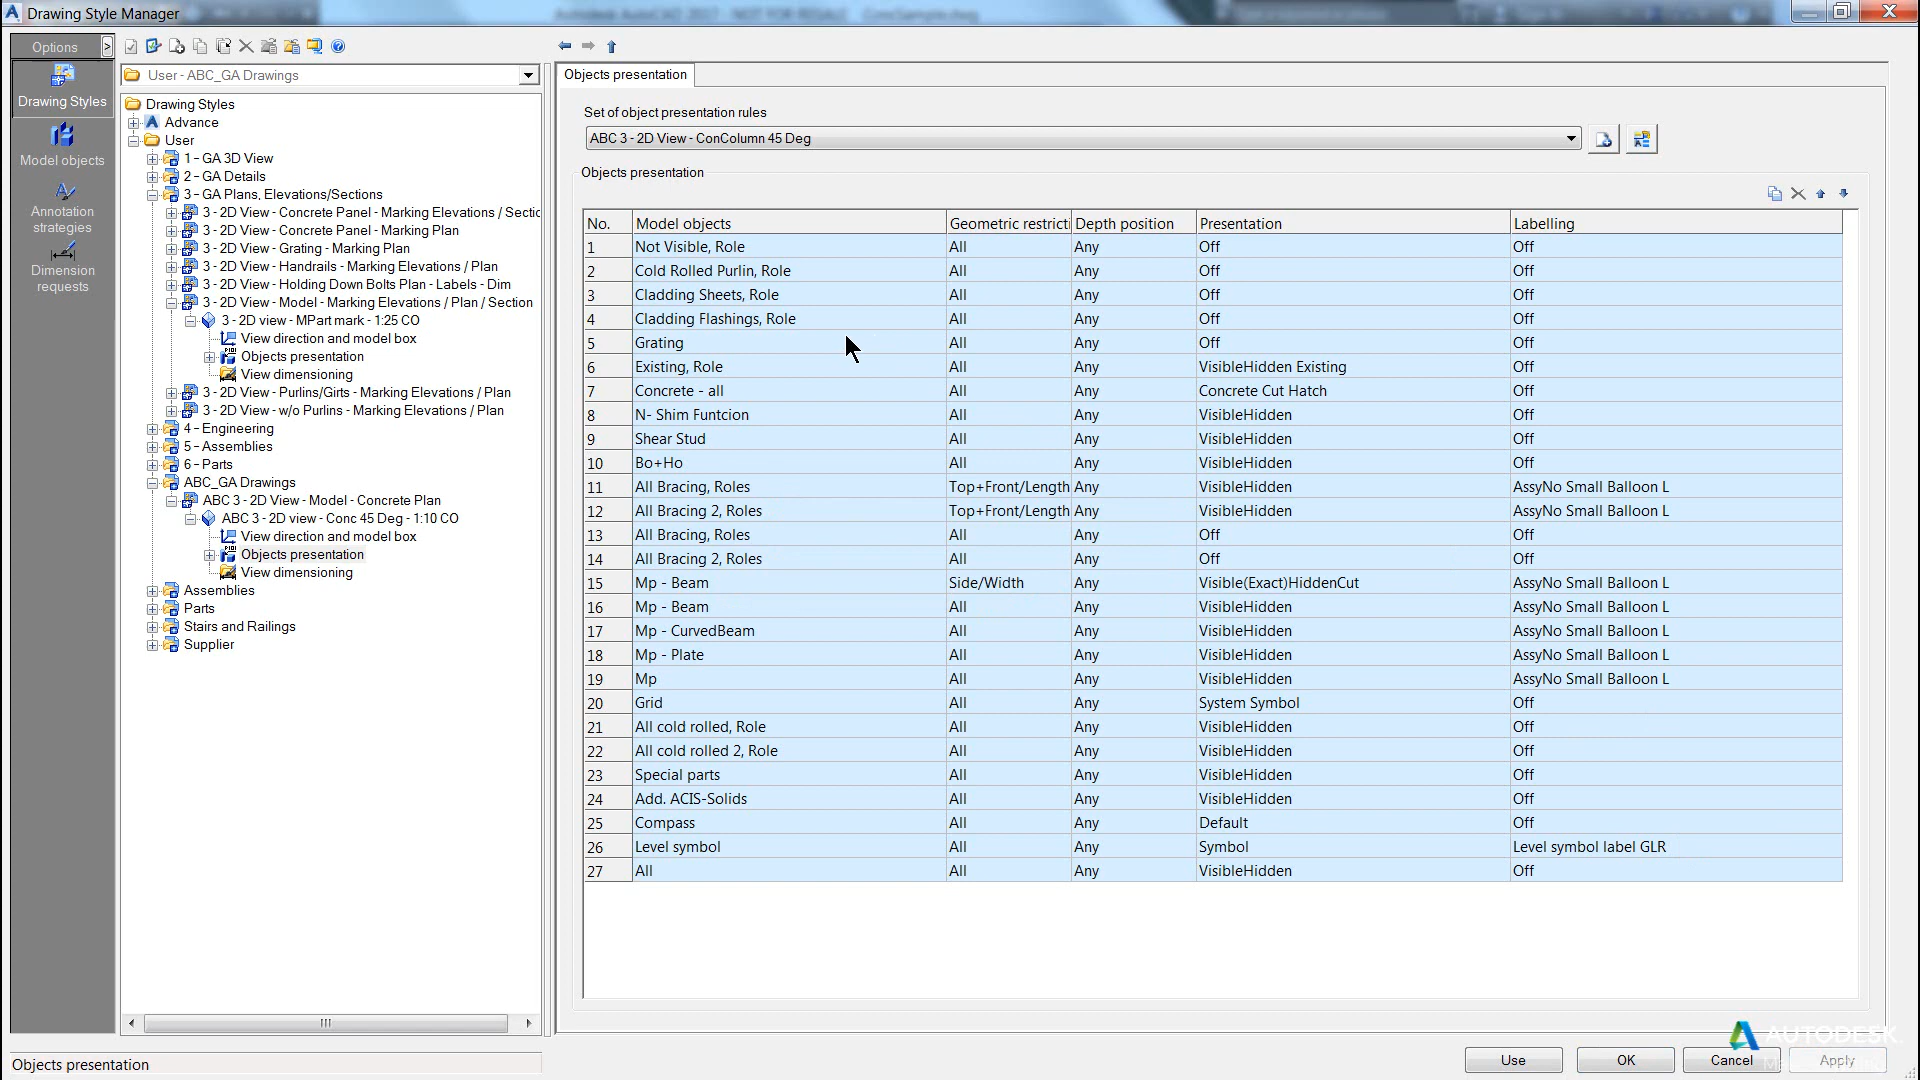 Drawing Style Manager
Options >
Drawing Styles
Model objects
Annotation strategies
Dimension requests
User - ABC_GA Drawings
Drawing Styles
Advance
User
1 - GA 3D View
2 - GA Details
3 - GA Plans, Elevations/Sections
3 - 2D View - Concrete Panel - Marking Elevations / Sectic
3 - 2D View - Concrete Panel - Marking Plan
3 - 2D View - Grating - Marking Plan
3 - 2D View - Handrails - Marking Elevations / Plan
3 - 2D View - Holding Down Bolts Plan - Labels - Dim
3 - 2D View - Model - Marking Elevations / Plan / Section
3 - 2D view - MPart mark - 1:25 CO
View direction and model box
Objects presentation
View dimensioning
3 - 2D View - Purlins/Girts - Marking Elevations / Plan
3 - 2D View - w/o Purlins - Marking Elevations / Plan
4 - Engineering
5 - Assemblies
6 - Parts
ABC_GA Drawings
ABC 3 - 2D View - Model - Concrete Plan
ABC 3 - 2D view - Conc 45 Deg - 1:10 CO
View direction and model box
Objects presentation
View dimensioning
Assemblies
Parts
Stairs and Railings
Supplier
Objects presentation
Set of object presentation rules
ABC 3 - 2D View - ConColumn 45 Deg
Objects presentation
No. Model objects Geometric restricti Depth position Presentation Labelling
1 Not Visible, Role All Any Off Off
2 Cold Rolled Purlin, Role All Any Off Off
3 Cladding Sheets, Role All Any Off Off
4 Cladding Flashings, Role All Any Off Off
5 Grating All Any Off Off
6 Existing, Role All Any VisibleHidden Existing Off
7 Concrete - all All Any Concrete Cut Hatch Off
8 N- Shim Funtcion All Any VisibleHidden Off
9 Shear Stud All Any VisibleHidden Off
10 Bo+Ho All Any VisibleHidden Off
11 All Bracing, Roles Top+Front/Length Any VisibleHidden AssyNo Small Balloon L
12 All Bracing 2, Roles Top+Front/Length Any VisibleHidden AssyNo Small Balloon L
13 All Bracing, Roles All Any Off Off
14 All Bracing 2, Roles All Any Off Off
15 Mp - Beam Side/Width Any Visible(Exact)HiddenCut AssyNo Small Balloon L
16 Mp - Beam All Any VisibleHidden AssyNo Small Balloon L
17 Mp - CurvedBeam All Any VisibleHidden AssyNo Small Balloon L
18 Mp - Plate All Any VisibleHidden AssyNo Small Balloon L
19 Mp All Any VisibleHidden AssyNo Small Balloon L
20 Grid All Any System Symbol Off
21 All cold rolled, Role All Any VisibleHidden Off
22 All cold rolled 2, Role All Any VisibleHidden Off
23 Special parts All Any VisibleHidden Off
24 Add. ACIS-Solids All Any VisibleHidden Off
25 Compass All Any Default Off
26 Level symbol All Any Symbol Level symbol label GLR
27 All All Any VisibleHidden Off
AUTODESK
Objects presentation
Use OK Cancel Apply